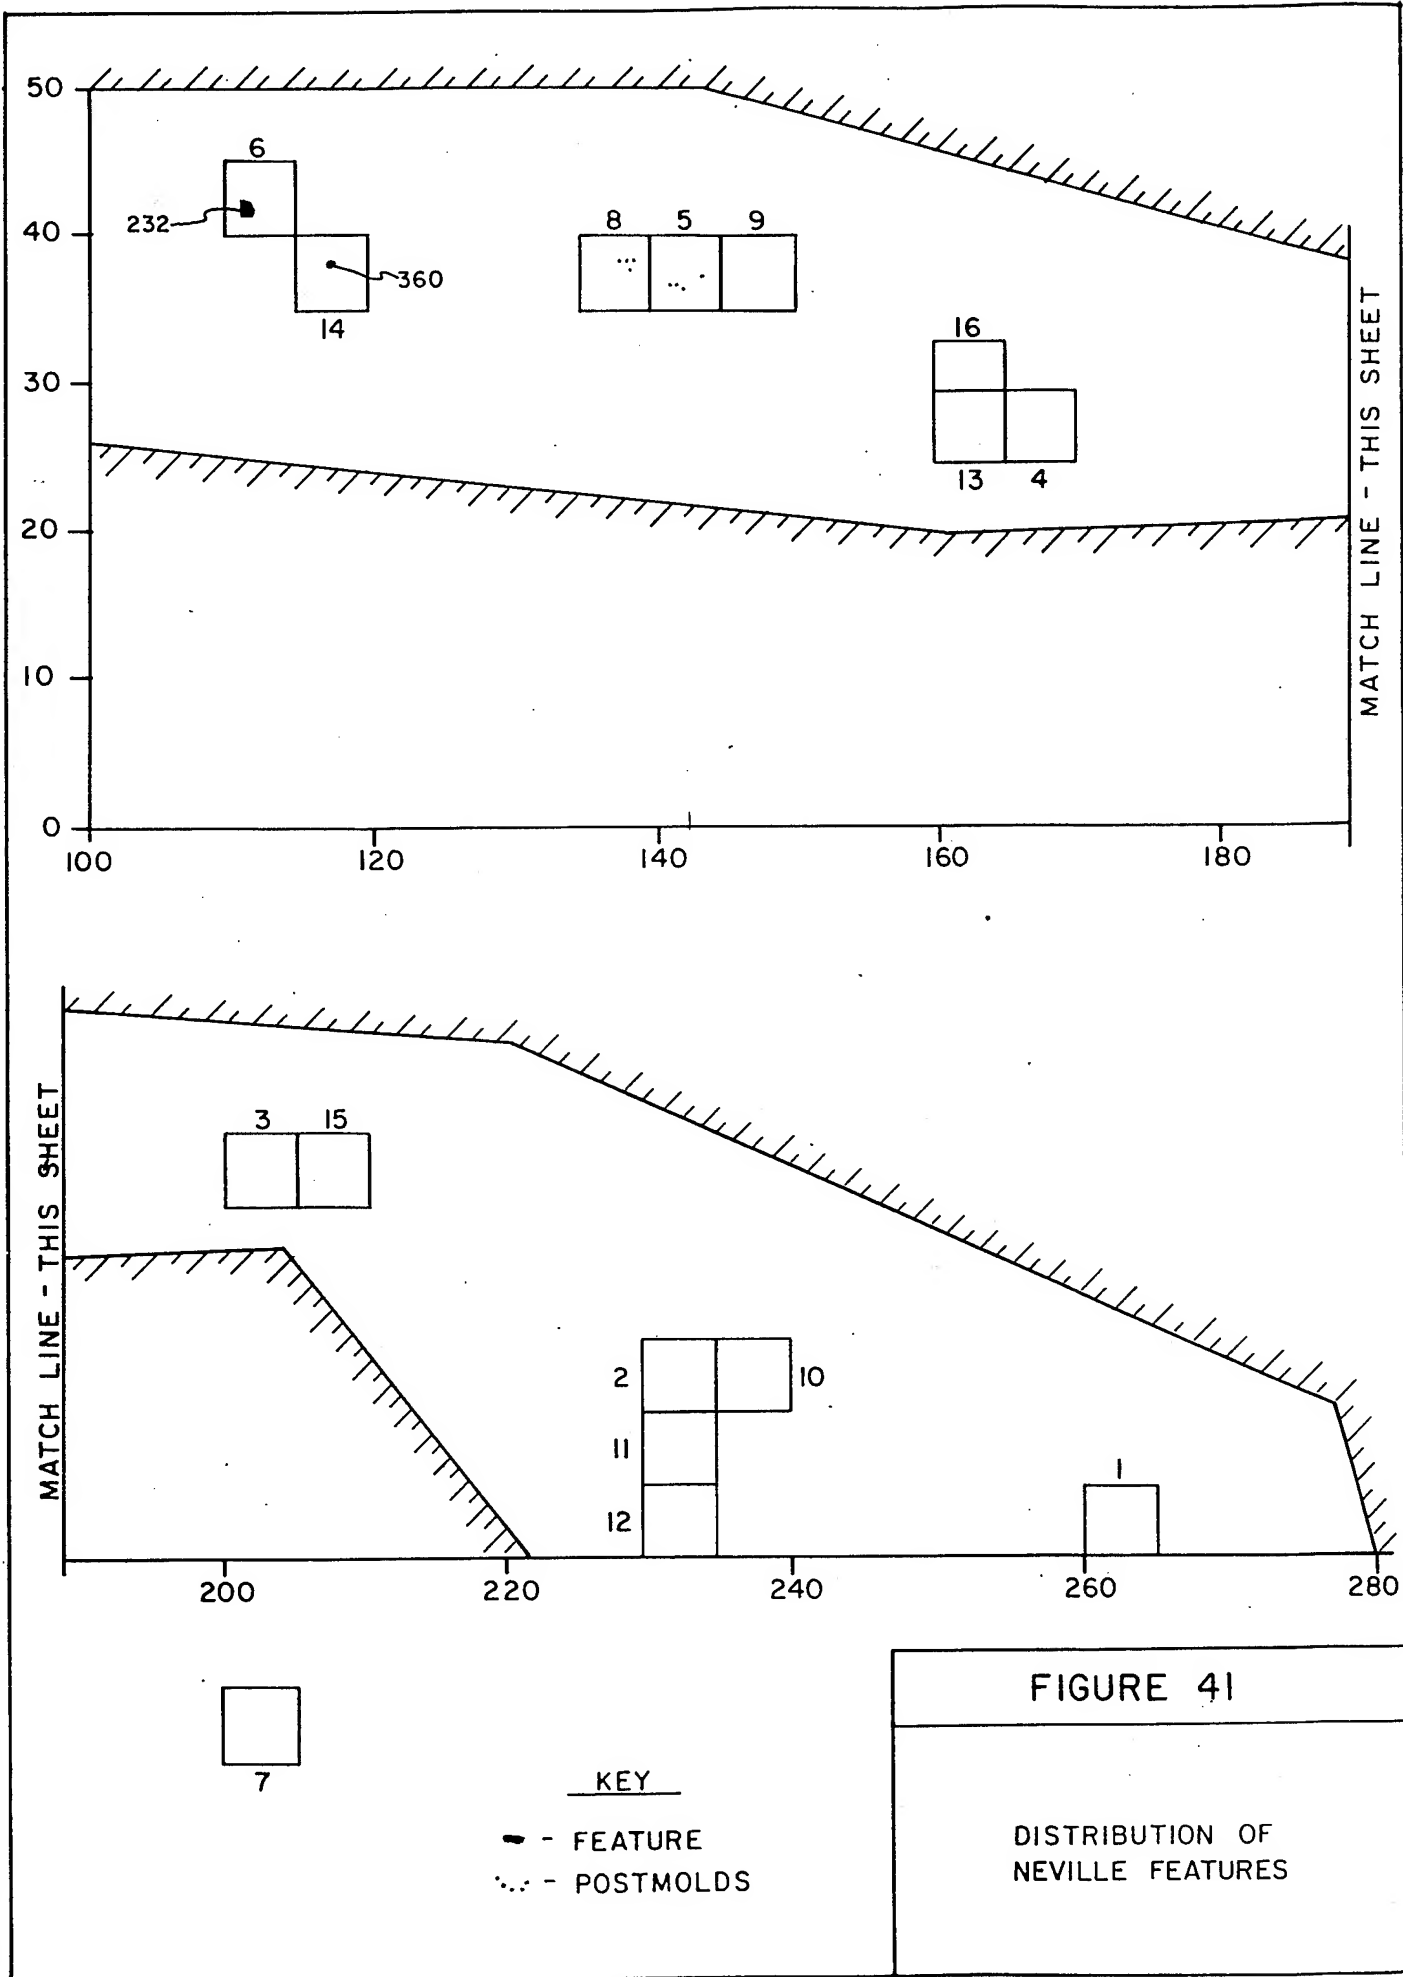 50
40
30
20
10
0
6
232
360
14
8 5 9
16
13 4
100 120 140 160 180
MATCH LINE - THIS SHEET
MATCH LINE - THIS SHEET
3 15
2
10
11
12
1
200 220 240 260 280
7
KEY
- FEATURE
- POSTMOLDS
FIGURE 41
DISTRIBUTION OF
NEVILLE FEATURES